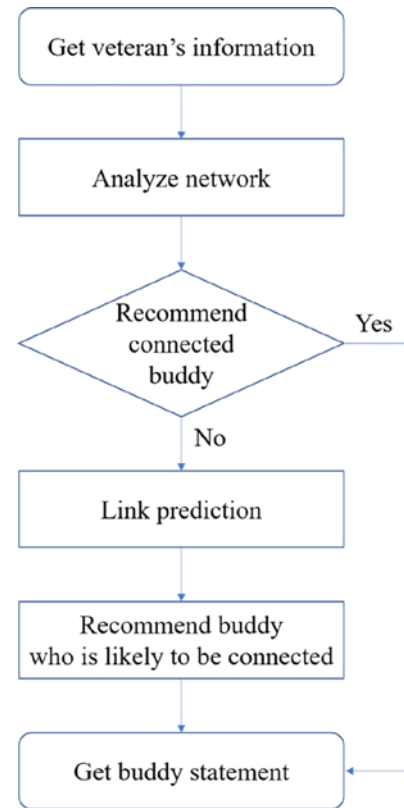 Get veteran's information
Analyze network
Recommend
connected
buddy
Yes
No
Link prediction
Recommend buddy
who is likely to be connected
Get buddy statement